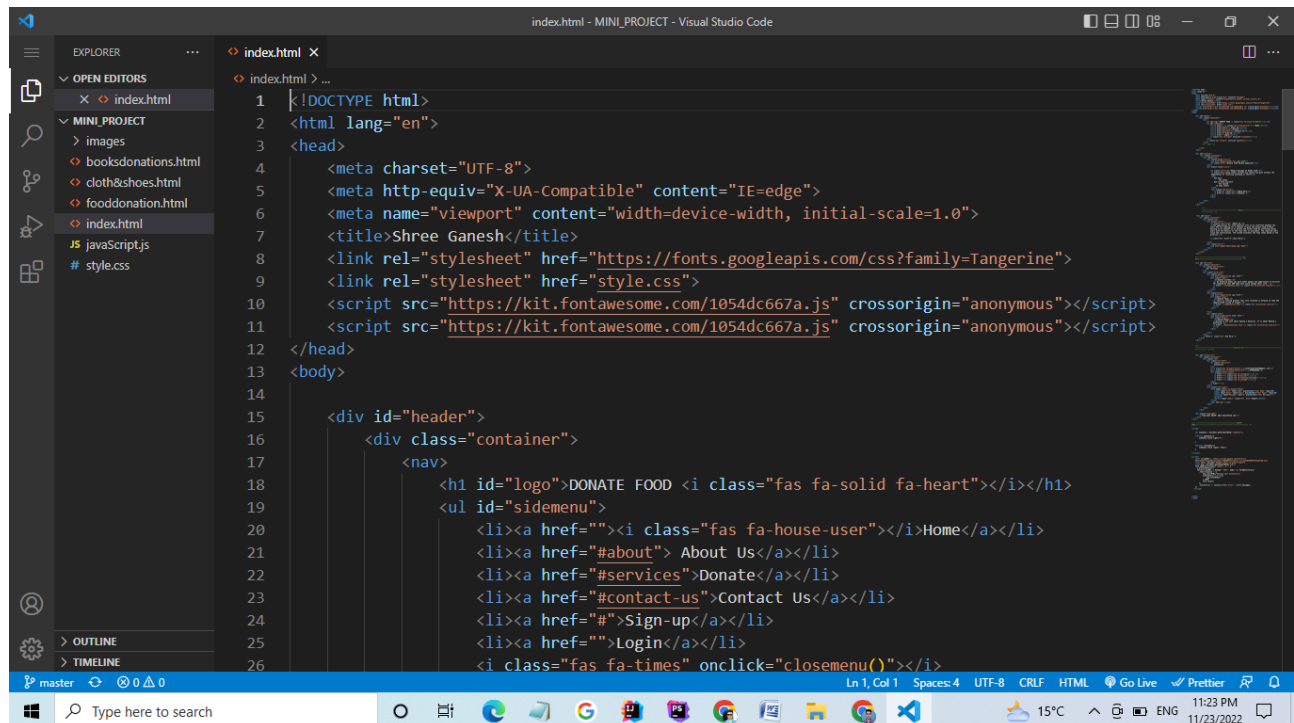 index.html - MINI_PROJECT - Visual Studio Code
EXPLORER
OPEN EDITORS
index.html
MINI_PROJECT
images
booksdonations.html
cloth&shoes.html
fooddonation.html
index.html
JS javaScript.js
# style.css
OUTLINE
TIMELINE
index.html
index.html > ...
1 <!DOCTYPE html>
2 <html lang="en">
3 <head>
4 <meta charset="UTF-8">
5 <meta http-equiv="X-UA-Compatible" content="IE=edge">
6 <meta name="viewport" content="width=device-width, initial-scale=1.0">
7 <title>Shree Ganesh</title>
8 <link rel="stylesheet" href="https://fonts.googleapis.com/css?family=Tangerine">
9 <link rel="stylesheet" href="style.css">
10 <script src="https://kit.fontawesome.com/1054dc667a.js" crossorigin="anonymous"></script>
11 <script src="https://kit.fontawesome.com/1054dc667a.js" crossorigin="anonymous"></script>
12 </head>
13 <body>
14
15 <div id="header">
16 <div class="container">
17 <nav>
18 <h1 id="logo">DONATE FOOD <i class="fas fa-solid fa-heart"></i></h1>
19 <ul id="sidemenu">
20 <li><a href=""><i class="fas fa-house-user"></i>Home</a></li>
21 <li><a href="#about"> About Us</a></li>
22 <li><a href="#services">Donate</a></li>
23 <li><a href="#contact-us">Contact Us</a></li>
24 <li><a href="#">Sign-up</a></li>
25 <li><a href="">Login</a></li>
26 <i class="fas fa-times" onclick="closemenu()"></i>
master 0 0 Ln 1, Col 1 Spaces: 4 UTF-8 CRLF HTML Go Live Prettier
Type here to search 15°C ENG 11:23 PM
11/23/2022